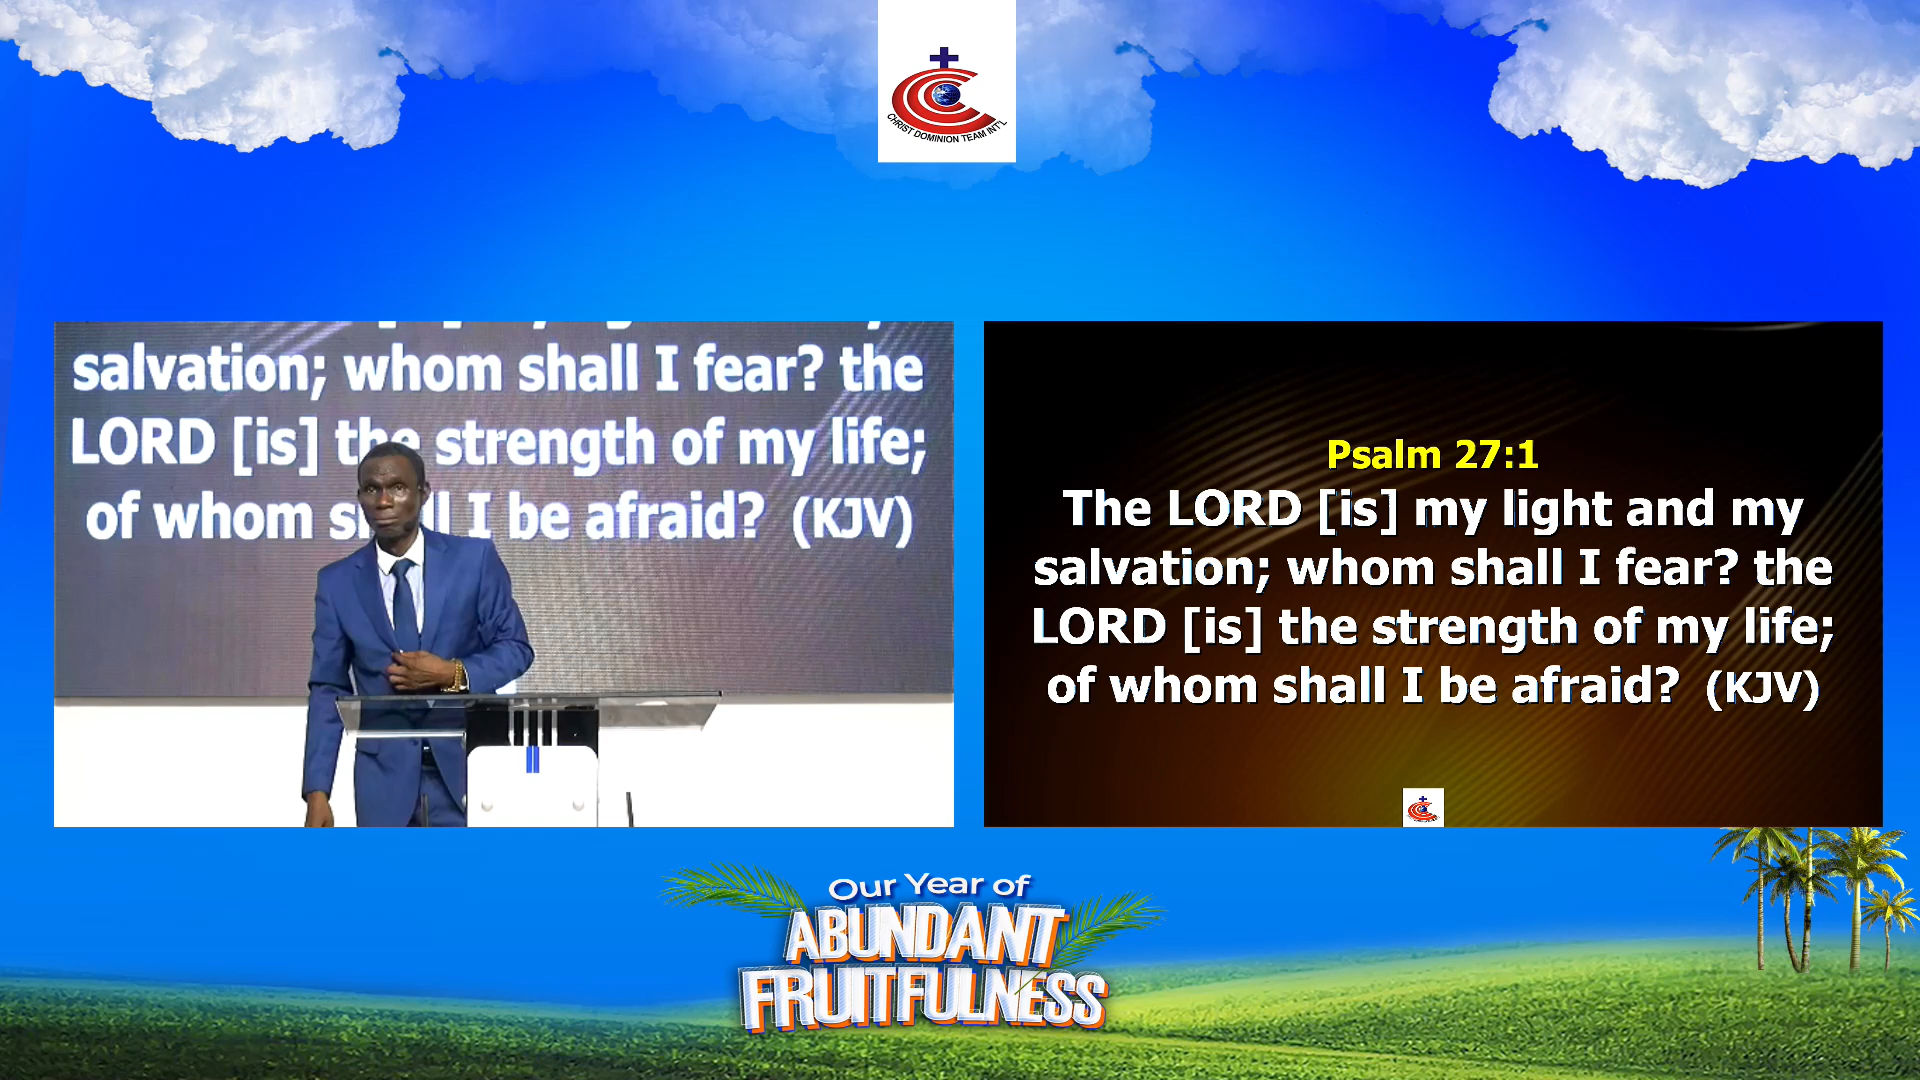 CHRIST DOMINION TEAM INT'L
salvation; whom shall I fear? the
LORD [is] the strength of my life;
of whom shall I be afraid? (KJV)
Psalm 27:1
The LORD [is] my light and my
salvation; whom shall I fear? the
LORD [is] the strength of my life;
of whom shall I be afraid? (KJV)
Our Year of
ABUNDANT
FRUITFULNESS